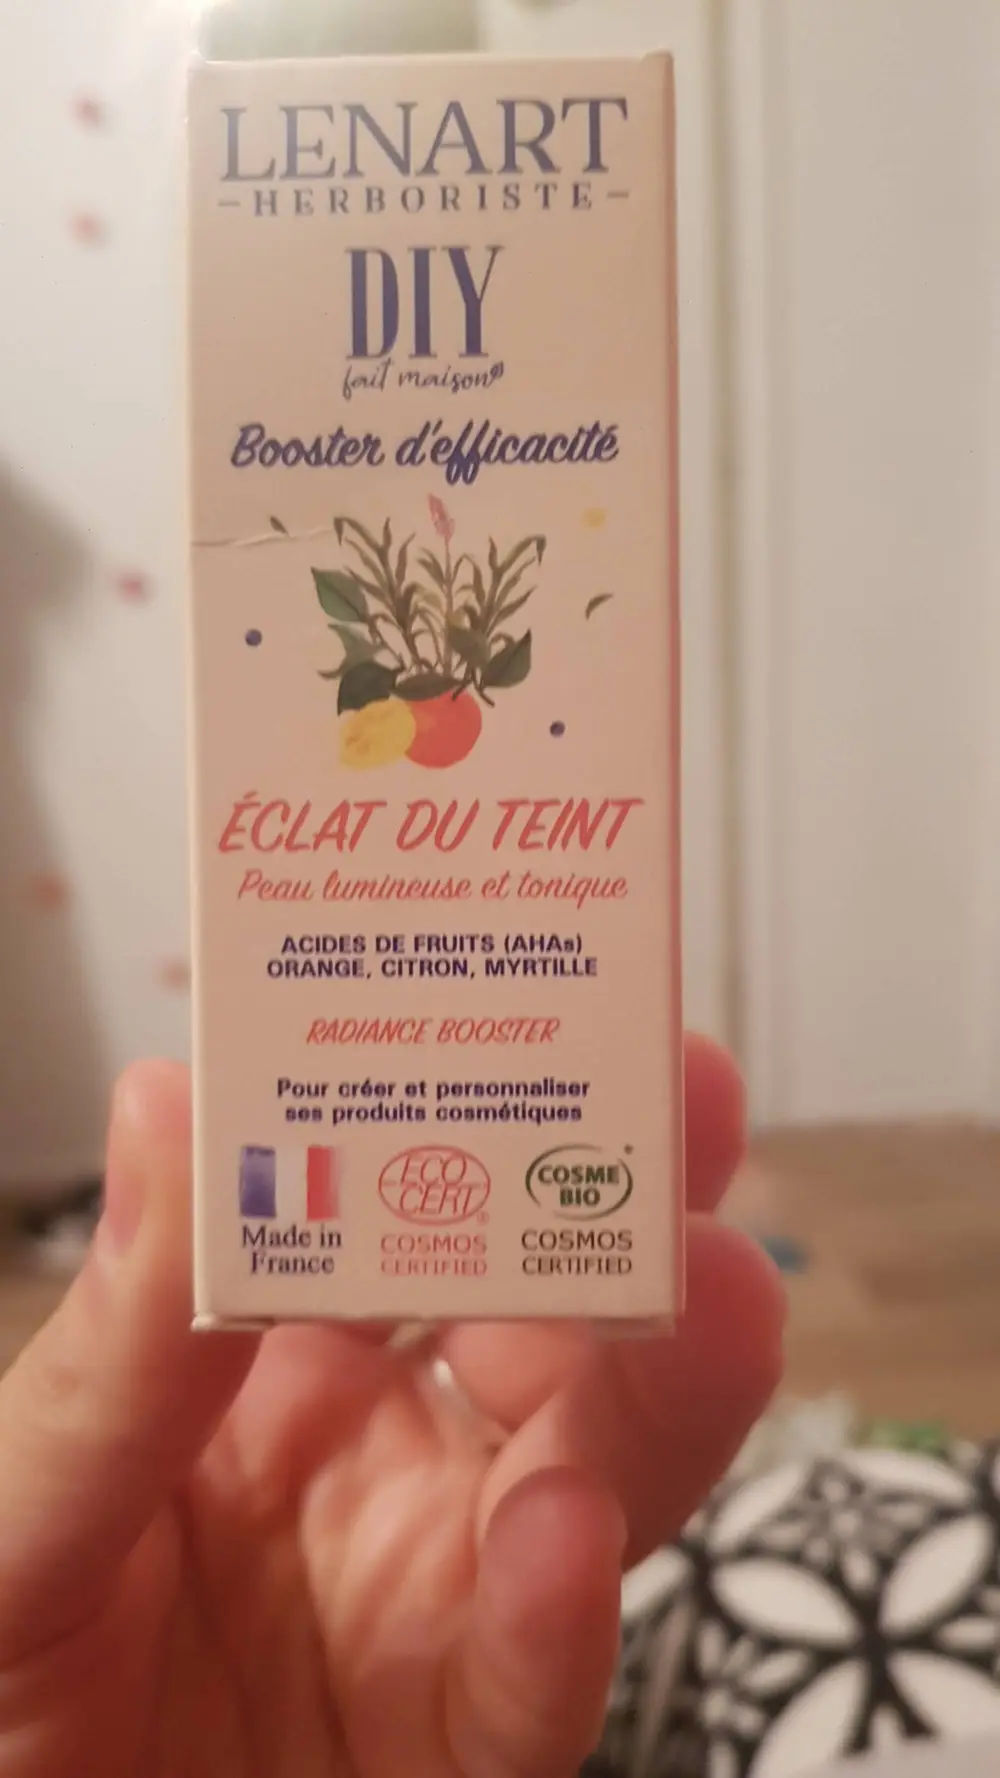 LENART
-HERBORISTE-
DIY
fait maison
Booster d'efficacité
ÉCLAT DU TEINT
Peau lumineuse et tonique
ACIDES DE FRUITS (AHAs)
ORANGE, CITRON, MYRTILLE
RADIANCE BOOSTER
Pour créer et personnaliser
ses produits cosmétiques
ECO
CERT®
COSME
BIO
Made in
France
COSMOS
CERTIFIED
COSMOS
CERTIFIED